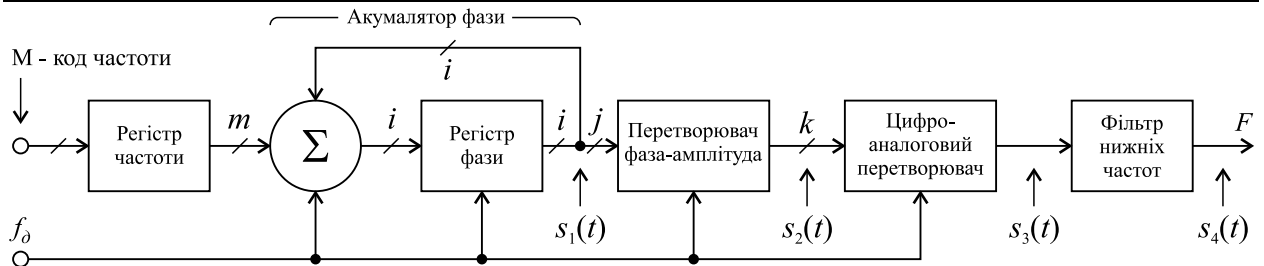 Акумулятор фази
М - код частоти
i
Регістр
частоти
m
Σ
i
Регістр
фази
i
j
Перетворювач
фаза-амплітуда
k
Цифро-
аналоговий
перетворювач
Фільтр
нижніх
частот
F
s₁(t)
s₂(t)
s₃(t)
s₄(t)
f∂